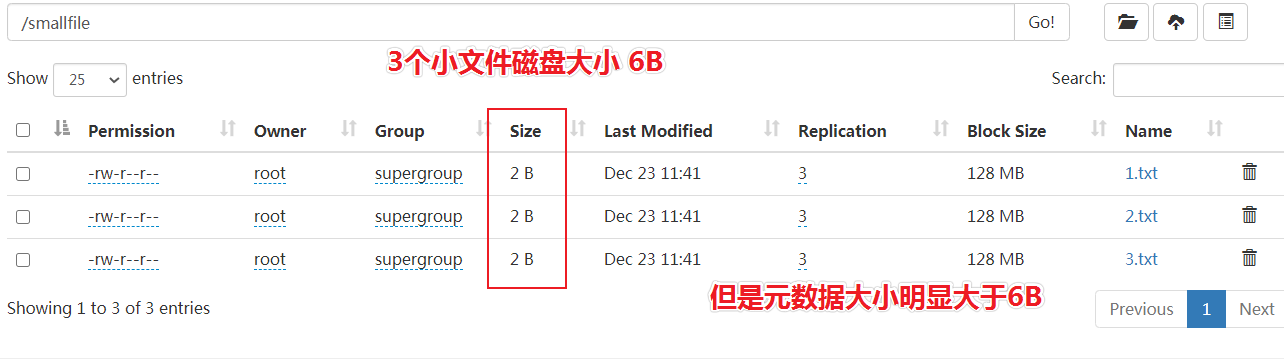 /smallfile Go!
3个小文件磁盘大小 6B
Show 25 entries Search:
Permission Owner Group Size Last Modified Replication Block Size Name
-rw-r--r-- root supergroup 2 B Dec 23 11:41 3 128 MB 1.txt
-rw-r--r-- root supergroup 2 B Dec 23 11:41 3 128 MB 2.txt
-rw-r--r-- root supergroup 2 B Dec 23 11:41 3 128 MB 3.txt
但是元数据大小明显大于6B
Showing 1 to 3 of 3 entries Previous 1 Next